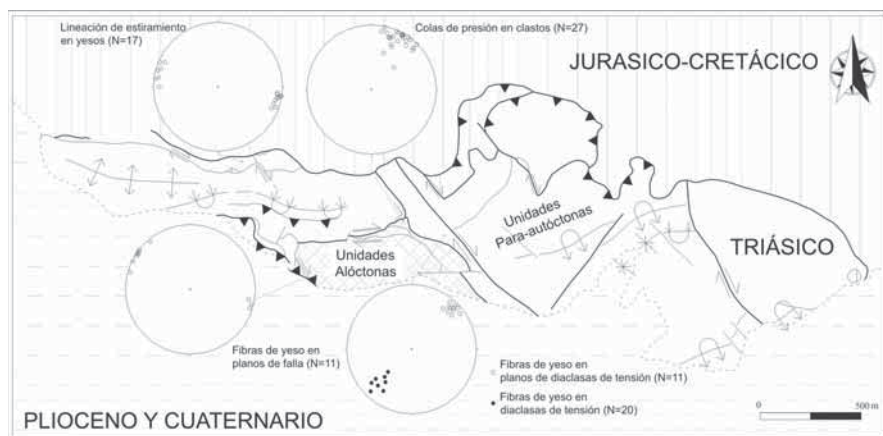 Lineación de estiramiento
en yesos (N=17)
Colas de presión en clastos (N=27)
JURASICO-CRETÁCICO
Unidades
Para-autóctonas
TRIÁSICO
Unidades
Alóctonas
Fibras de yeso en
planos de falla (N=11)
Fibras de yeso en
planos de diaclasas de tensión (N=11)
Fibras de yeso en
diaclasas de tensión (N=20)
0 500 m
PLIOCENO Y CUATERNARIO